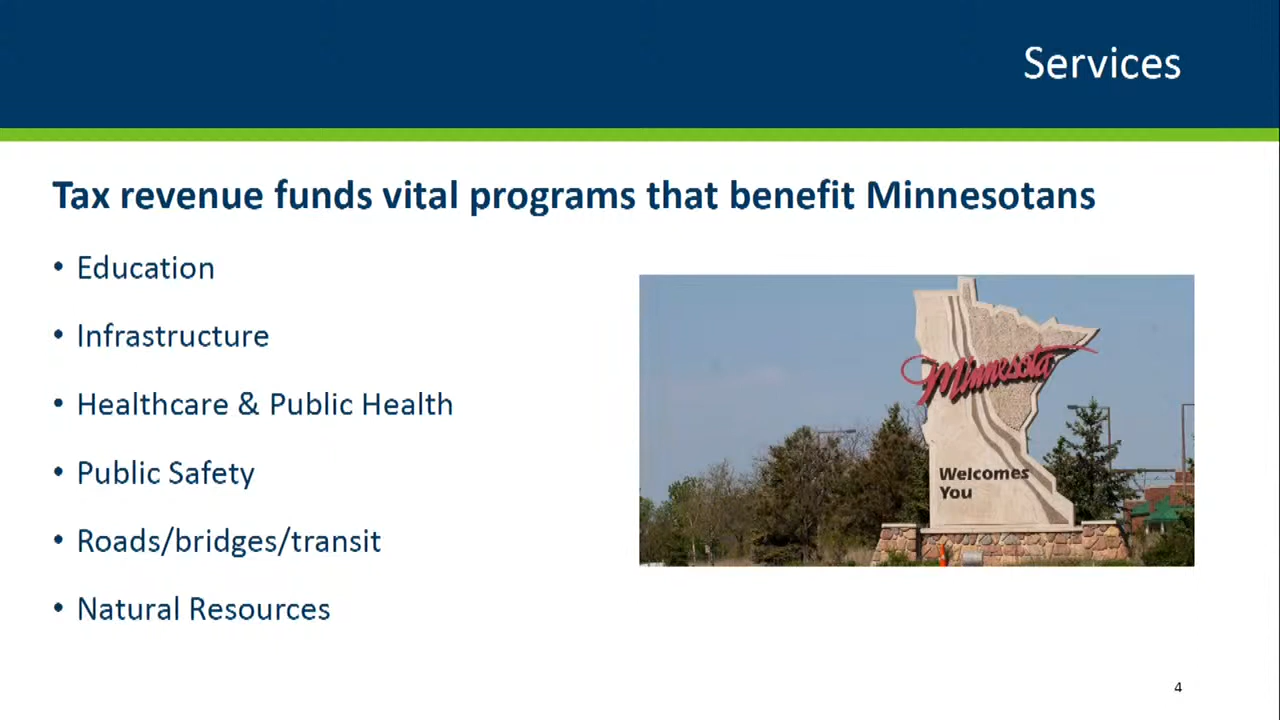 Services
Tax revenue funds vital programs that benefit Minnesotans
• Education
• Infrastructure
• Healthcare & Public Health
• Public Safety
• Roads/bridges/transit
• Natural Resources
Minnesota
Welcomes
You
4